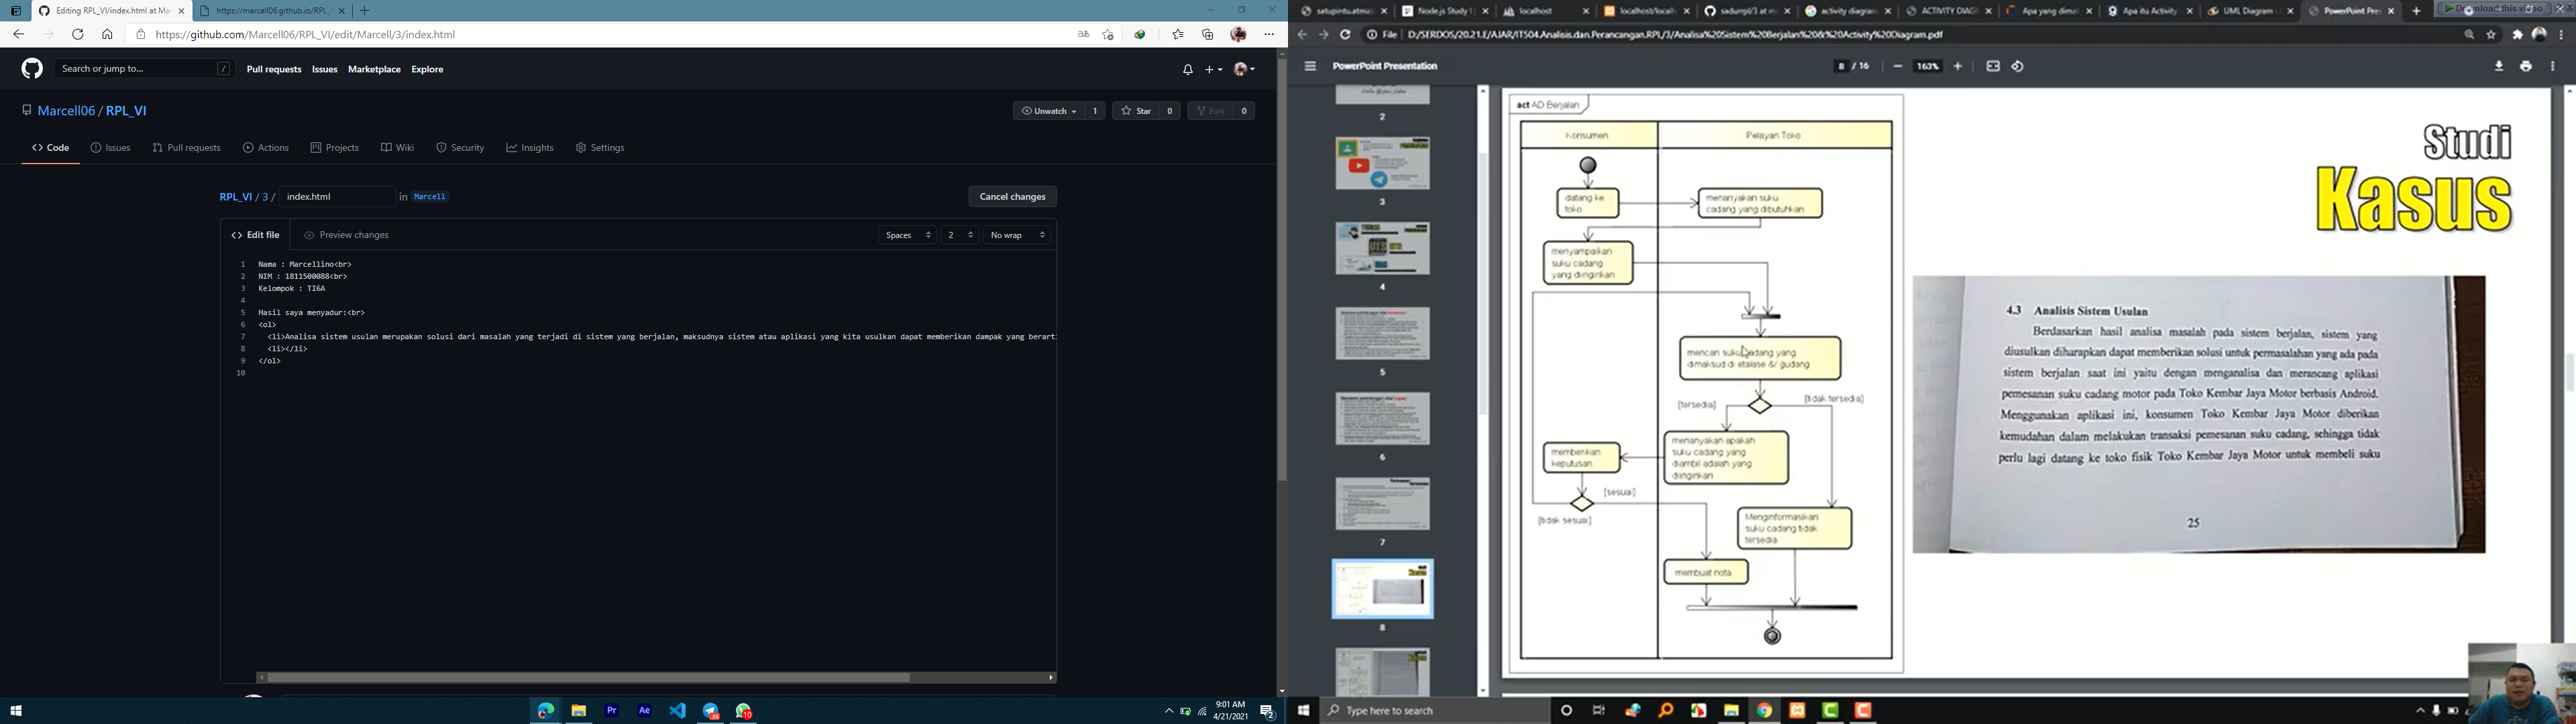 Editing RPL_VI/index.html at Mar
https://marcell06.github.io/RPL_
https://github.com/Marcell06/RPL_VI/edit/Marcell/3/index.html
Search or jump to...
/
Pull requests
Issues
Marketplace
Explore
Marcell06 / RPL_VI
Unwatch
1
Star
0
Fork
0
Code
Issues
Pull requests
Actions
Projects
Wiki
Security
Insights
Settings
RPL_VI / 3 / index.html in Marcell
Cancel changes
Edit file
Preview changes
Spaces
2
No wrap
1 Nama : Marcellino<br>
2 NIM : 1811500088<br>
3 Kelompok : TI6A
4
5 Hasil saya menyadur:<br>
6 <ol>
7 <li>Analisa sistem usulan merupakan solusi dari masalah yang terjadi di sistem yang berjalan, maksudnya sistem atau aplikasi yang kita usulkan dapat memberikan dampak yang berart
8 <li></li>
9 </ol>
10
9:01 AM
4/21/2021
2
satupintu.atma
Node.js Study
localhost
localhost/local
activity diagram
ACTIVITY DIAG
Apa yang dima
Apa itu Activity
UML Diagram
PowerPoint Pre
Download this video
File
D:/SERDOS/20.21.E/AJAR/IT504.Analisis.dan.Perancangan.RPL/3/Analisa%20Sistem%20Berjalan%20&%20Activity%20Diagram.pdf
PowerPoint Presentation
8 / 16
163%
2
3
4
5
6
7
8
act AD Berjalan
Konsumen
Pelayan Toko
datang ke
toko
menanyakan suku
cadang yang dibutuhkan
menyampaikan
suku cadang
yang diinginkan
mencari suku cadang yang
dimaksud di etalase &/ gudang
[tersedia]
[tidak tersedia]
menanyakan apakah
suku cadang yang
diambil adalah yang
diinginkan
memberikan
keputusan
[sesuai]
[tidak sesuai]
Menginformasikan
suku cadang tidak
tersedia
membuat nota
Studi
Kasus
4.3 Analisis Sistem Usulan
Berdasarkan hasil analisa masalah pada sistem berjalan, sistem yang
diusulkan diharapkan dapat memberikan solusi untuk permasalahan yang ada pada
sistem berjalan saat ini yaitu dengan menganalisa dan merancang aplikasi
pemesanan suku cadang motor pada Toko Kembar Jaya Motor berbasis Android.
Menggunakan aplikasi ini, konsumen Toko Kembar Jaya Motor diberikan
kemudahan dalam melakukan transaksi pemesanan suku cadang, sehingga tidak
perlu lagi datang ke toko fisik Toko Kembar Jaya Motor untuk membeli suku
25
Type here to search